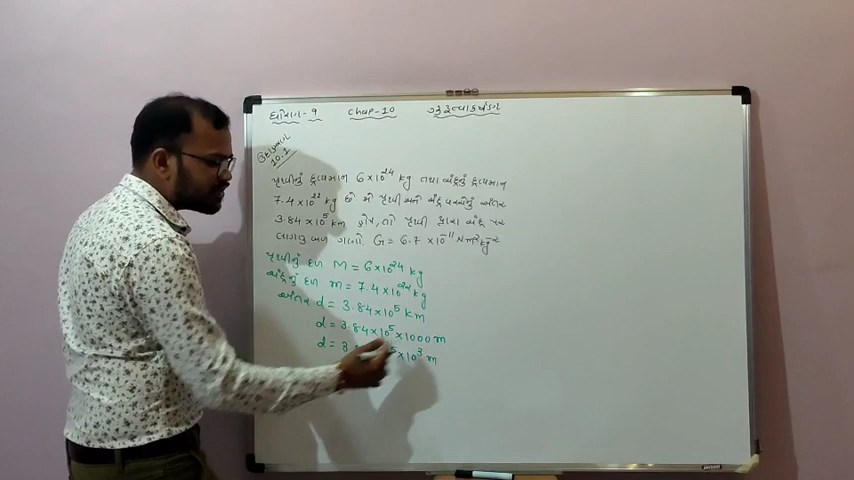 ધોરણ-9 Chap-10 ગુરુત્વાકર્ષણ
ઉદાહરણ
10.1
પૃથ્વીનું દ્રવ્યમાન 6×10²⁴ kg તથા ચંદ્રનું દ્રવ્યમાન
7.4×10²² kg છે જો પૃથ્વી અને ચંદ્ર વચ્ચેનું અંતર
3.84×10⁵ km હોય, તો પૃથ્વી દ્વારા ચંદ્ર પર
લાગતું બળ ગણો. G = 6.7 ×10⁻¹¹
પૃથ્વીનું દળ M = 6×10²⁴ kg
ચંદ્રનું દળ m = 7.4×10²² kg
અંતર d = 3.84×10⁵ Km
d = 3.84×10⁵×1000 m
d = 3 ⁵×10³ m